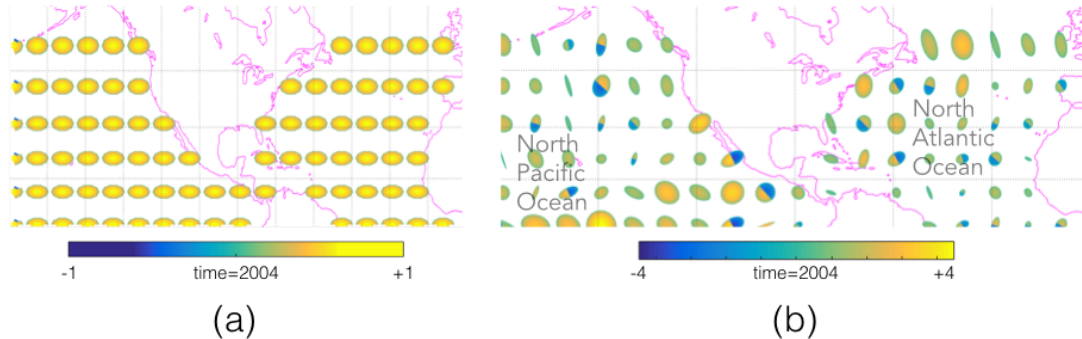 North
Pacific
Ocean
North
Atlantic
Ocean
-1 time=2004 +1
-4 time=2004 +4
(a) (b)